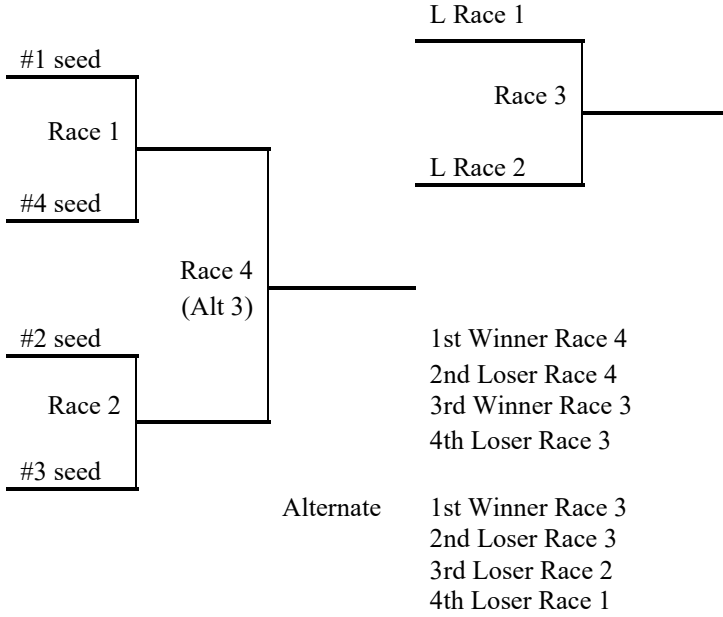 L Race 1
#1 seed
Race 3
Race 1
L Race 2
#4 seed
Race 4
(Alt 3)
#2 seed
1st Winner Race 4
2nd Loser Race 4
Race 2
3rd Winner Race 3
4th Loser Race 3
#3 seed
Alternate 1st Winner Race 3
2nd Loser Race 3
3rd Loser Race 2
4th Loser Race 1